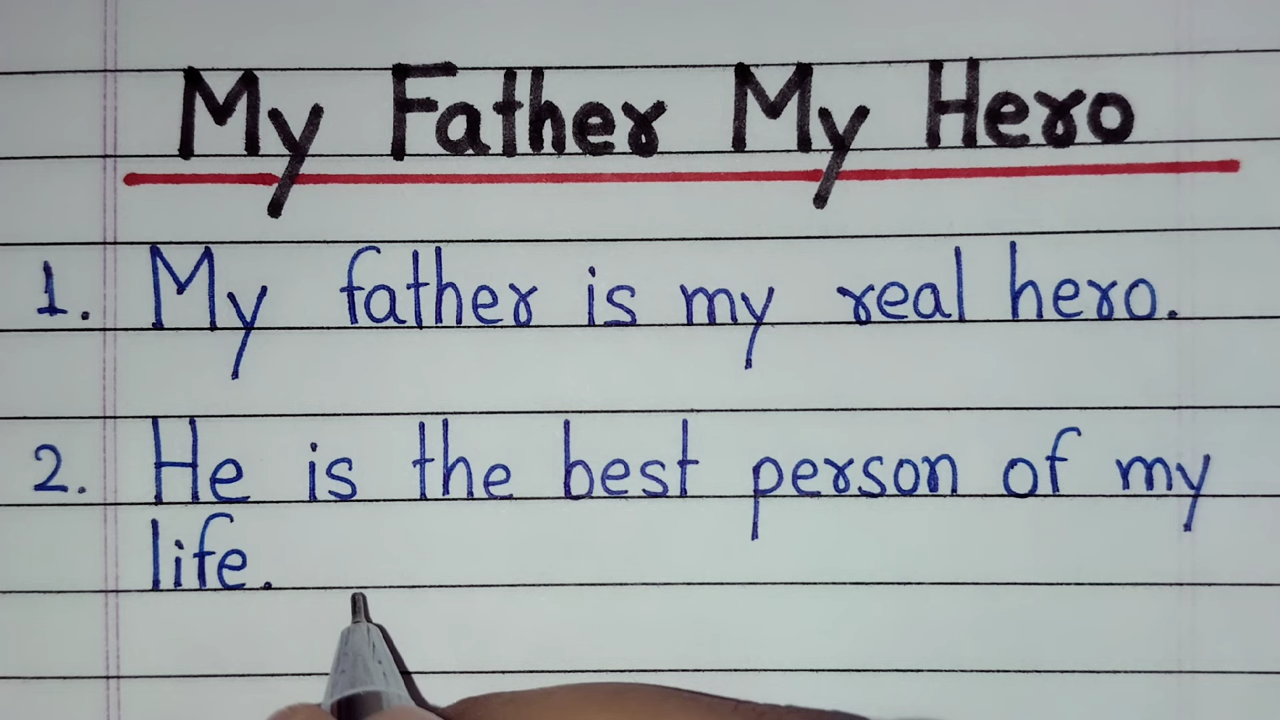 My Father My Hero
1. My father is my real hero.
2. He is the best person of my
life.